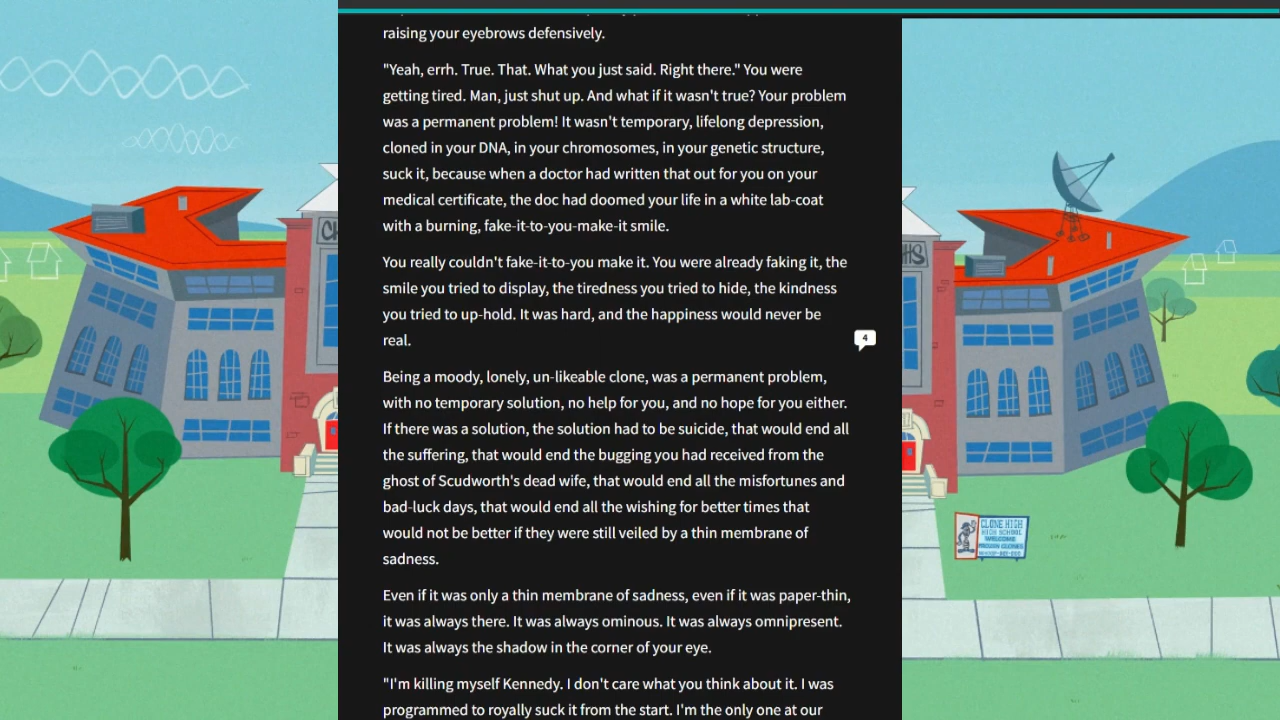 raising your eyebrows defensively.
"Yeah, errh. True. That. What you just said. Right there." You were
getting tired. Man, just shut up. And what if it wasn't true? Your problem
was a permanent problem! It wasn't temporary, lifelong depression,
cloned in your DNA, in your chromosomes, in your genetic structure,
suck it, because when a doctor had written that out for you on your
medical certificate, the doc had doomed your life in a white lab-coat
with a burning, fake-it-to-you-make-it smile.
You really couldn't fake-it-to-you make it. You were already faking it, the
smile you tried to display, the tiredness you tried to hide, the kindness
you tried to up-hold. It was hard, and the happiness would never be
real.
4
Being a moody, lonely, un-likeable clone, was a permanent problem,
with no temporary solution, no help for you, and no hope for you either.
If there was a solution, the solution had to be suicide, that would end all
the suffering, that would end the bugging you had received from the
ghost of Scudworth's dead wife, that would end all the misfortunes and
bad-luck days, that would end all the wishing for better times that
would not be better if they were still veiled by a thin membrane of
sadness.
Even if it was only a thin membrane of sadness, even if it was paper-thin,
it was always there. It was always ominous. It was always omnipresent.
It was always the shadow in the corner of your eye.
"I'm killing myself Kennedy. I don't care what you think about it. I was
programmed to royally suck it from the start. I'm the only one at our
HS
CLONE HIGH
HIGH SCHOOL
WELCOME